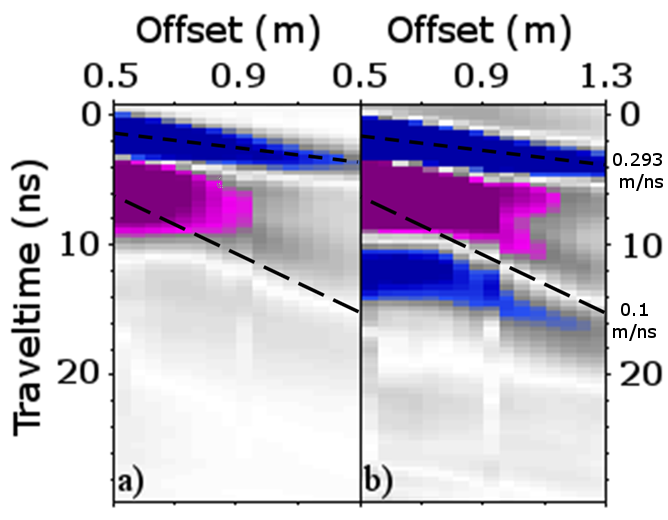 Offset (m) Offset (m)
0.5 0.9 0.5 0.9 1.3
0 0
0.293
m/ns
10 10
0.1
m/ns
20 20
Traveltime (ns)
a) b)